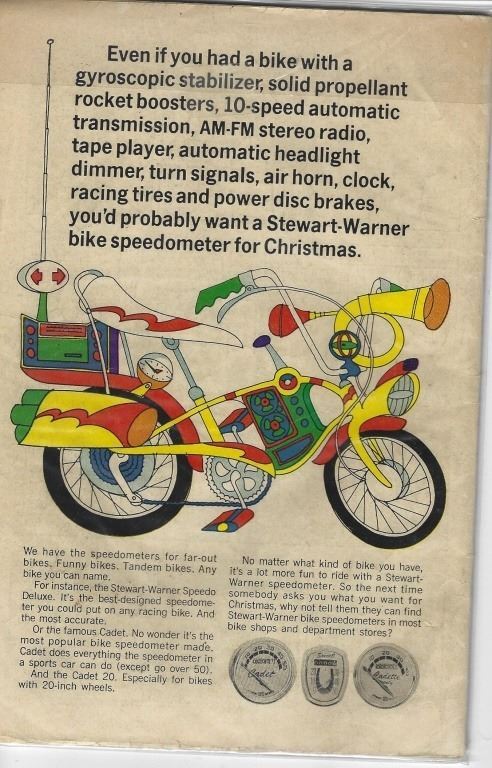 Even if you had a bike with a
gyroscopic stabilizer, solid propellant
rocket boosters, 10-speed automatic
transmission, AM-FM stereo radio,
tape player, automatic headlight
dimmer, turn signals, air horn, clock,
racing tires and power disc brakes,
you'd probably want a Stewart-Warner
bike speedometer for Christmas.
We have the speedometers for far-out
bikes. Funny bikes. Tandem bikes. Any
bike you can name.
For instance, the Stewart-Warner Speedo
Deluxe. It's the best-designed speedome-
ter you could put on any racing bike. And
the most accurate.
Or the famous Cadet. No wonder it's the
most popular bike speedometer made.
Cadet does everything the speedometer in
a sports car can do (except go over 50).
And the Cadet 20. Especially for bikes
with 20-inch wheels.
No matter what kind of bike you have,
it's a lot more fun to ride with a Stewart-
Warner speedometer. So the next time
somebody asks you what you want for
Christmas, why not tell them they can find
Stewart-Warner bike speedometers in most
bike shops and department stores?
Cadet
Cadette